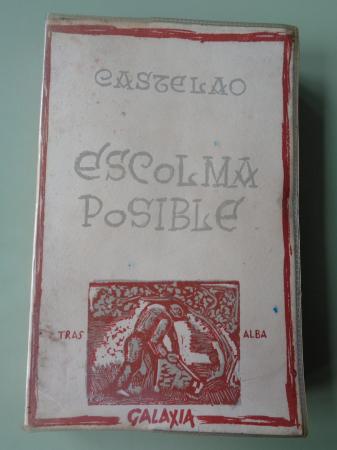 CASTELAO
ESCOLMA
POSIBLE
TRAS ALBA
GALAXIA